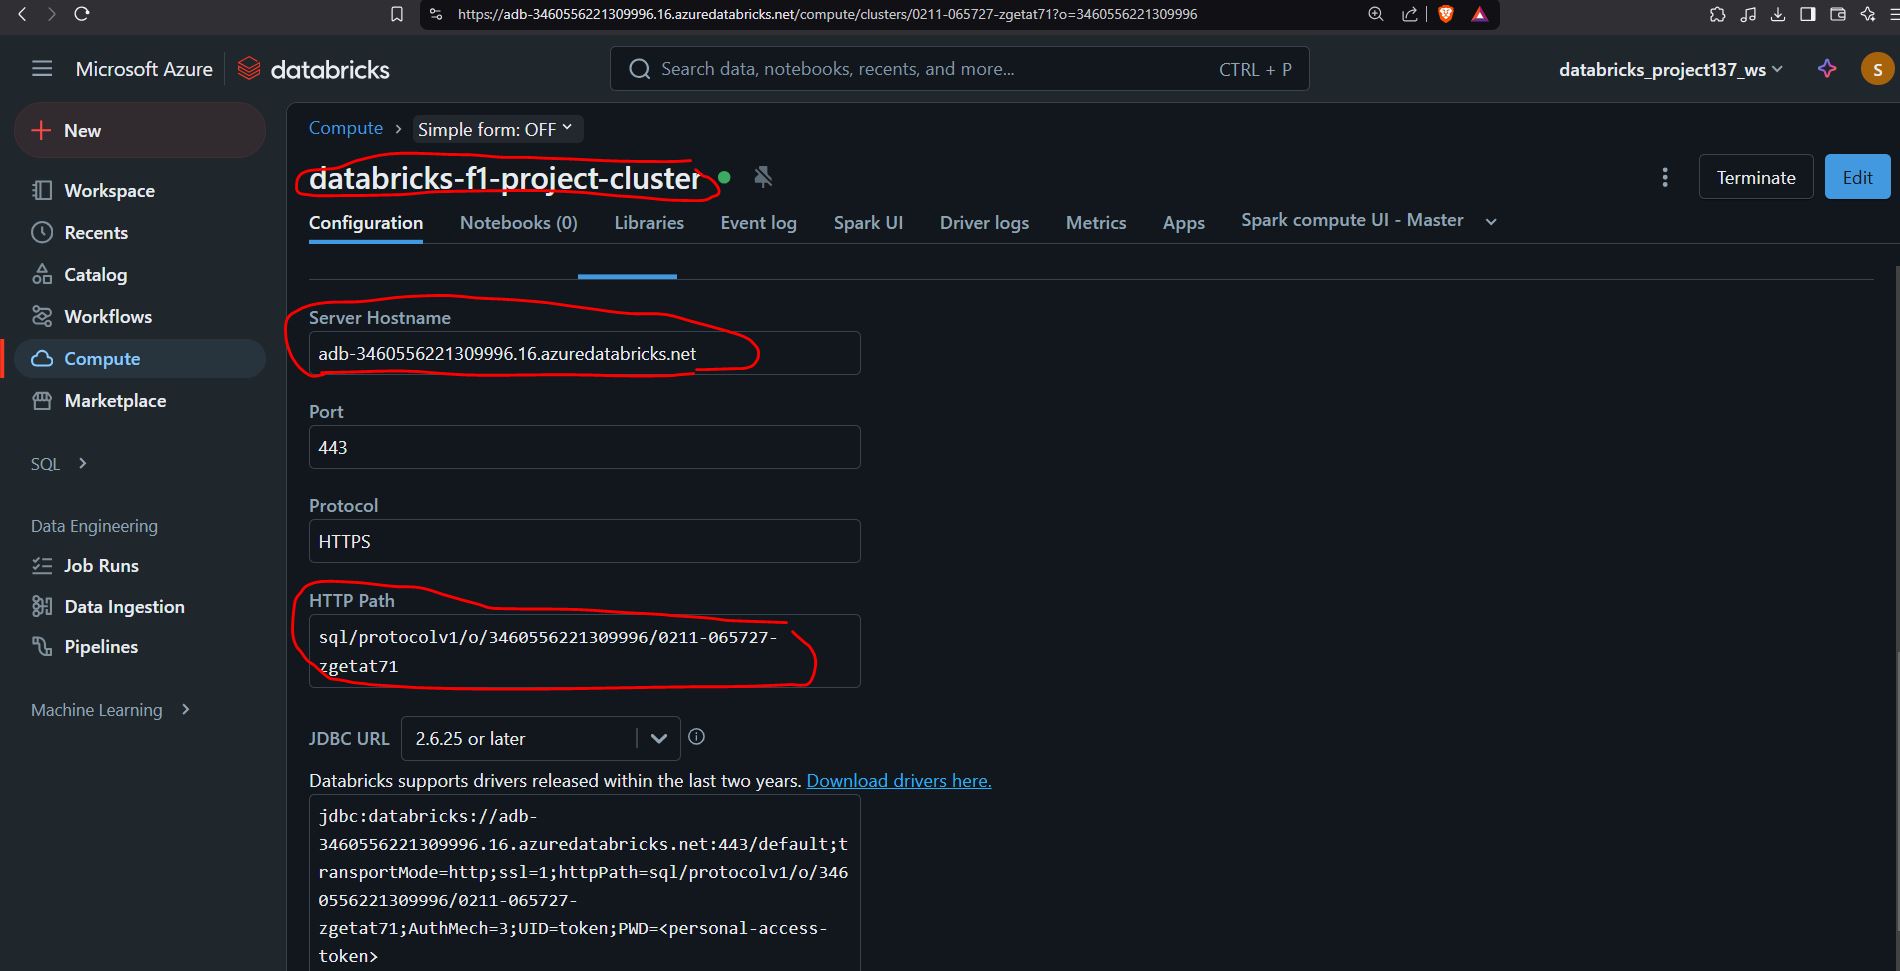 https://adb-3460556221309996.16.azuredatabricks.net/compute/clusters/0211-065727-zgetat71?o=3460556221309996
Microsoft Azure databricks
Search data, notebooks, recents, and more... CTRL + P
databricks_project137_ws
S
New
Workspace
Recents
Catalog
Workflows
Compute
Marketplace
SQL
Data Engineering
Job Runs
Data Ingestion
Pipelines
Machine Learning
Compute > Simple form: OFF
databricks-f1-project-cluster
Terminate
Edit
Configuration Notebooks (0) Libraries Event log Spark UI Driver logs Metrics Apps Spark compute UI - Master
Server Hostname
adb-3460556221309996.16.azuredatabricks.net
Port
443
Protocol
HTTPS
HTTP Path
sql/protocolv1/o/3460556221309996/0211-065727-
zgetat71
JDBC URL 2.6.25 or later
Databricks supports drivers released within the last two years. Download drivers here.
jdbc:databricks://adb-
3460556221309996.16.azuredatabricks.net:443/default;t
ransportMode=http;ssl=1;httpPath=sql/protocolv1/o/346
0556221309996/0211-065727-
zgetat71;AuthMech=3;UID=token;PWD=<personal-access-
token>